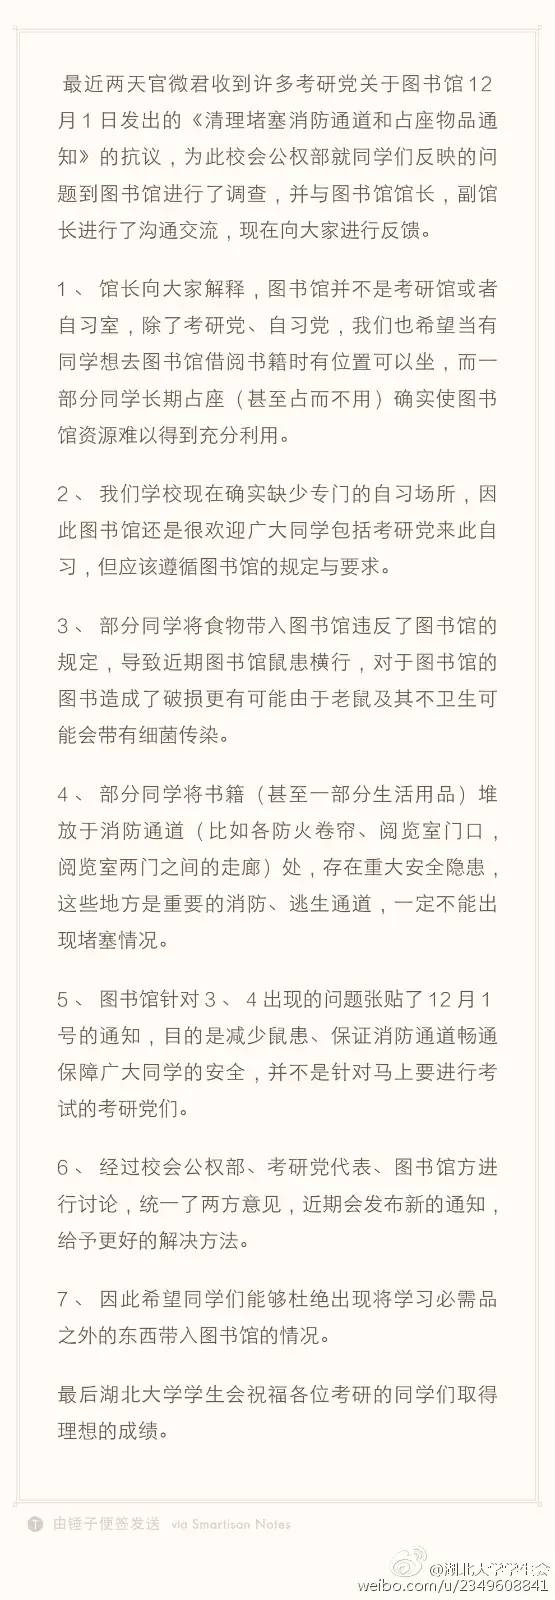 最近两天官微君收到许多考研党关于图书馆12
月1日发出的《清理堵塞消防通道和占座物品通
知》的抗议，为此校会公权部就同学们反映的问
题到图书馆进行了调查，并与图书馆馆长，副馆
长进行了沟通交流，现在向大家进行反馈。
1、 馆长向大家解释，图书馆并不是考研馆或者
自习室，除了考研党、自习党，我们也希望当有
同学想去图书馆借阅书籍时有位置可以坐，而一
部分同学长期占座（甚至占而不用）确实使图书
馆资源难以得到充分利用。
2、 我们学校现在确实缺少专门的自习场所，因
此图书馆还是很欢迎广大同学包括考研党来此自
习，但应该遵循图书馆的规定与要求。
3、 部分同学将食物带入图书馆违反了图书馆的
规定，导致近期图书馆鼠患横行，对于图书馆的
图书造成了破损更有可能由于老鼠及其不卫生可
能会带有细菌传染。
4、 部分同学将书籍（甚至一部分生活用品）堆
放于消防通道（比如各防火卷帘、阅览室门口，
阅览室两门之间的走廊）处，存在重大安全隐患，
这些地方是重要的消防、逃生通道，一定不能出
现堵塞情况。
5、 图书馆针对3、 4出现的问题张贴了12月1
号的通知，目的是减少鼠患、保证消防通道畅通
保障广大同学的安全，并不是针对马上要进行考
试的考研党们。
6、 经过校会公权部、考研党代表、图书馆方进
行讨论，统一了两方意见，近期会发布新的通知，
给予更好的解决方法。
7、 因此希望同学们能够杜绝出现将学习必需品
之外的东西带入图书馆的情况。
最后湖北大学学生会祝福各位考研的同学们取得
理想的成绩。
由锤子便签发送 via Smartisan Notes
@湖北大学学生会
weibo.com/u/2349608841